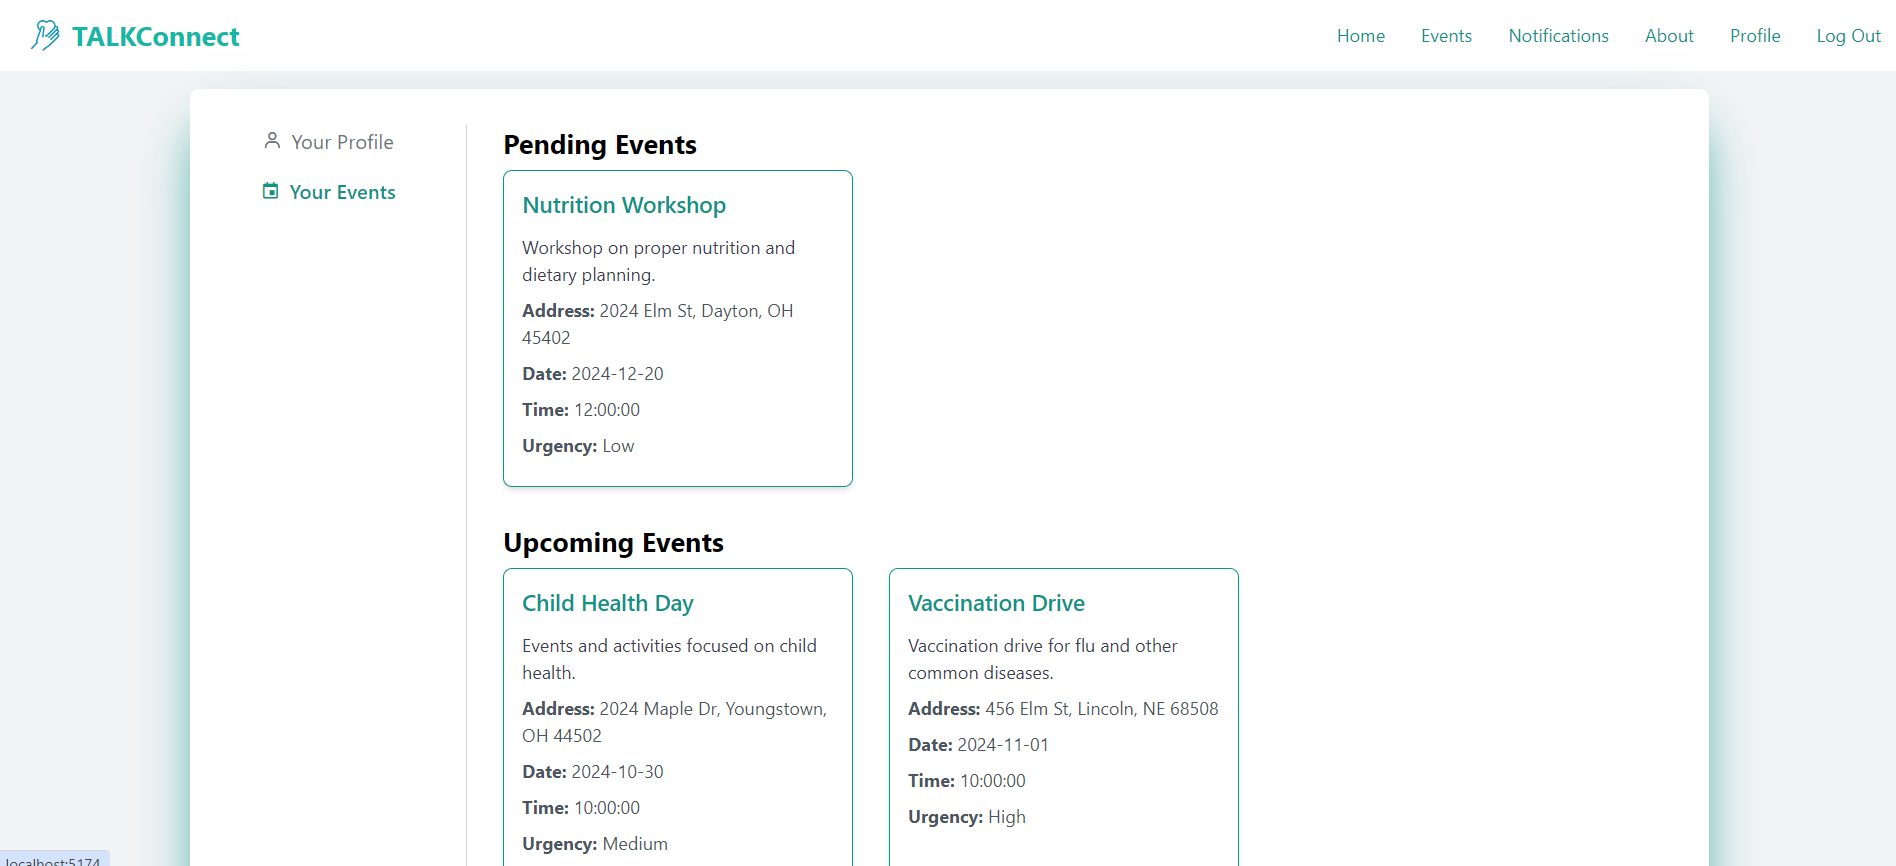 TALKConnect
Home
Events
Notifications
About
Profile
Log Out
Your Profile
Your Events
Pending Events
Nutrition Workshop
Workshop on proper nutrition and
dietary planning.
Address: 2024 Elm St, Dayton, OH
45402
Date: 2024-12-20
Time: 12:00:00
Urgency: Low
Upcoming Events
Child Health Day
Events and activities focused on child
health.
Address: 2024 Maple Dr, Youngstown,
OH 44502
Date: 2024-10-30
Time: 10:00:00
Urgency: Medium
Vaccination Drive
Vaccination drive for flu and other
common diseases.
Address: 456 Elm St, Lincoln, NE 68508
Date: 2024-11-01
Time: 10:00:00
Urgency: High
localhost:5174